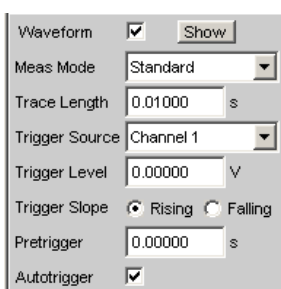 Waveform Show
Meas Mode Standard
Trace Length 0.01000 s
Trigger Source Channel 1
Trigger Level 0.00000 V
Trigger Slope Rising Falling
Pretrigger 0.00000 s
Autotrigger